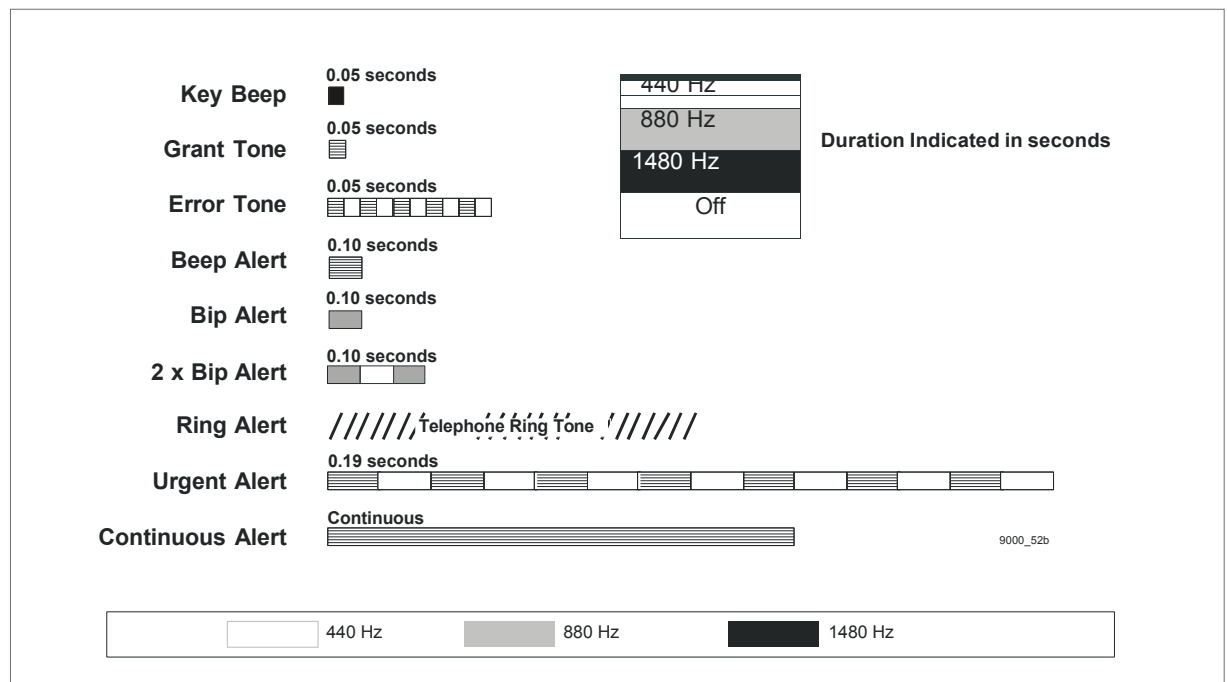 0.05 seconds
Key Beep
0.05 seconds
Grant Tone
0.05 seconds
Error Tone
0.10 seconds
Beep Alert
0.10 seconds
Bip Alert
0.10 seconds
2 x Bip Alert
Ring Alert
Telephone Ring Tone
0.19 seconds
Urgent Alert
Continuous
Continuous Alert
440 Hz
880 Hz
1480 Hz
Off
Duration Indicated in seconds
9000_52b
440 Hz
880 Hz
1480 Hz